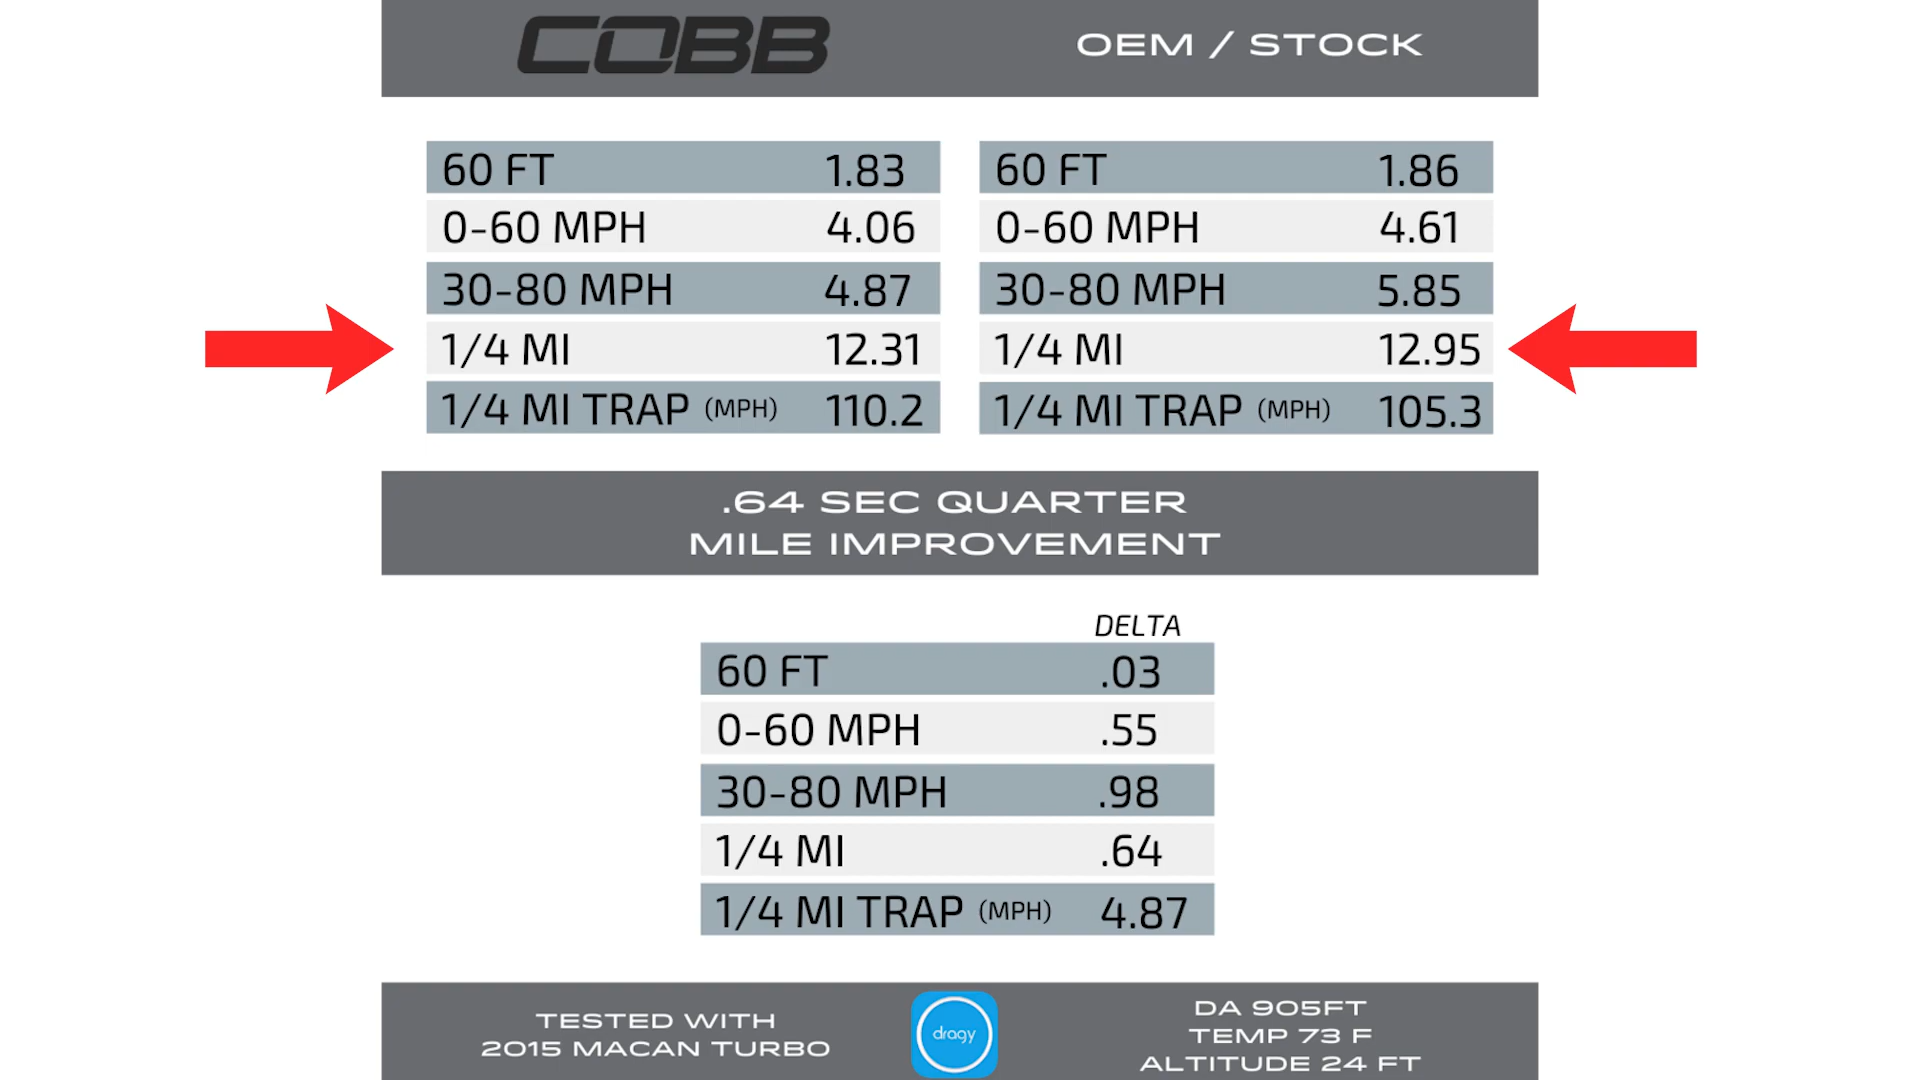 COBB OEM / STOCK
60 FT 1.83
0-60 MPH 4.06
30-80 MPH 4.87
1/4 MI 12.31
1/4 MI TRAP (MPH) 110.2
60 FT 1.86
0-60 MPH 4.61
30-80 MPH 5.85
1/4 MI 12.95
1/4 MI TRAP (MPH) 105.3
.64 SEC QUARTER
MILE IMPROVEMENT
DELTA
60 FT .03
0-60 MPH .55
30-80 MPH .98
1/4 MI .64
1/4 MI TRAP (MPH) 4.87
TESTED WITH
2015 MACAN TURBO
dragy
DA 905FT
TEMP 73 F
ALTITUDE 24 FT